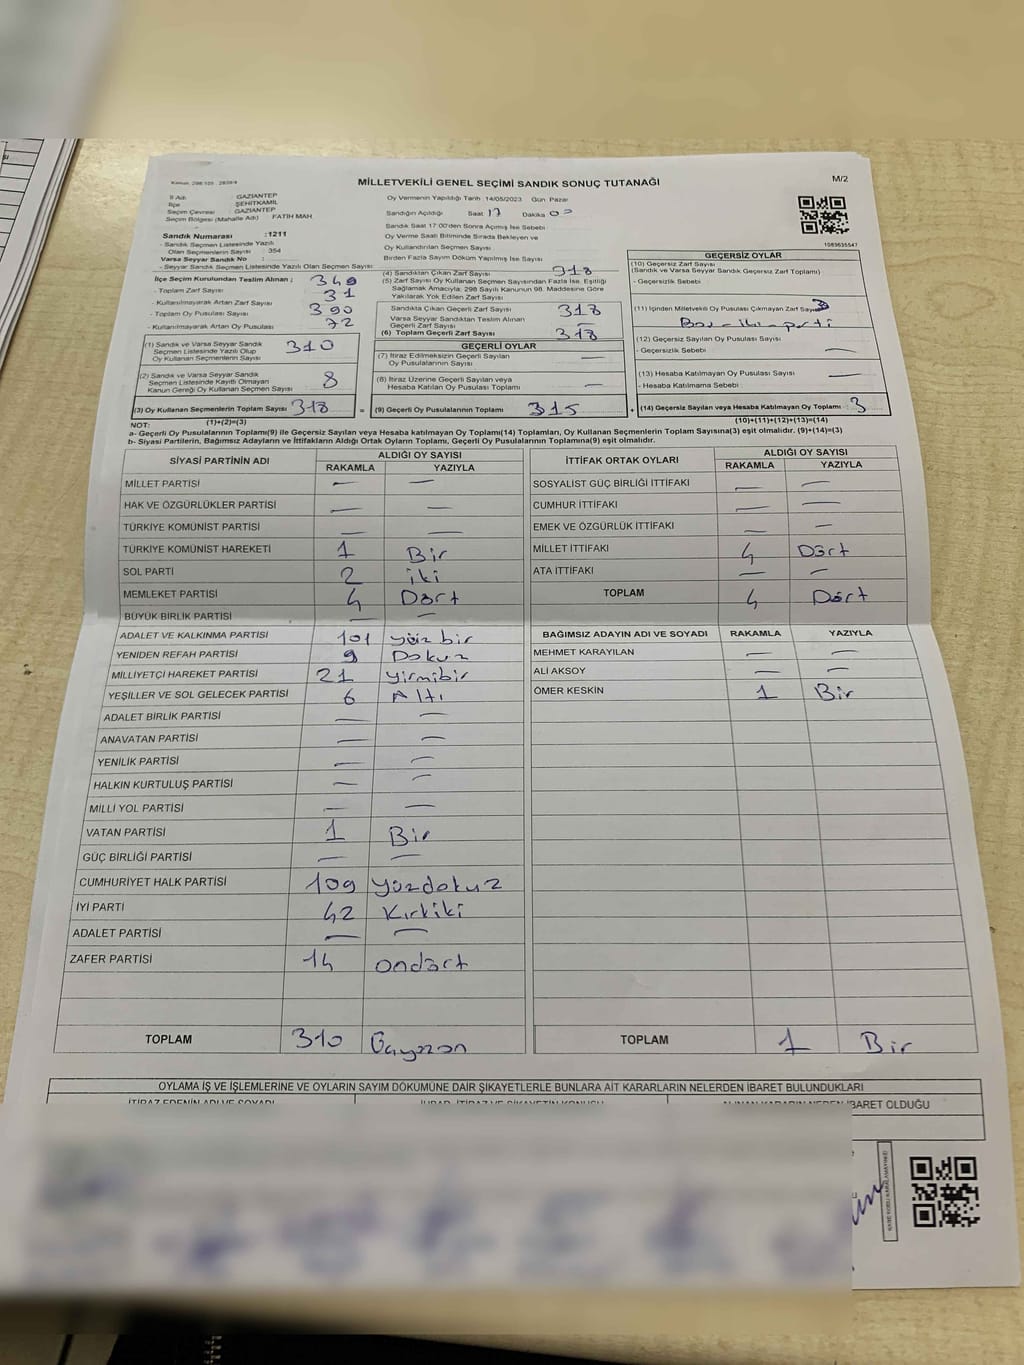 MİLLETVEKİLİ GENEL SEÇİMİ SANDIK SONUÇ TUTANAĞI
M/2
İl Adı: GAZİANTEP
İlçe ŞEHİTKAMİL
Seçim Çevresi : GAZİANTEP
Seçim Bölgesi (Mahalle Adı) FATİH MAH
Sandık Numarası :1211
- Sandık Seçmen Listesinde Yazılı
Olan Seçmenlerin Sayısı : 354
Varsa Seyyar Sandık No :
- Seyyar Sandık Seçmen Listesinde Yazılı Olan Seçmen Sayısı:
Oy Vermenin Yapıldığı Tarih 14/05/2023 Gün Pazar
Sandığın Açıldığı Saat 17 Dakika 00
Sandık Saat 17:00'den Sonra Açılmış İse Sebebi
Oy Verme Saati Bitiminde Sırada Bekleyen ve
Oy Kullandırılan Seçmen Sayısı
Birden Fazla Sayım Döküm Yapılmış İse Sayısı
1083635547
İlçe Seçim Kurulundan Teslim Alınan ;
- Toplam Zarf Sayısı 349
- Kullanılmayarak Artan Zarf Sayısı 31
- Toplam Oy Pusulası Sayısı 390
- Kullanılmayarak Artan Oy Pusulası 72
(1) Sandık ve Varsa Seyyar Sandık
Seçmen Listesinde Yazılı Olup
Oy Kullanan Seçmenlerin Sayısı 310
(2) Sandık ve Varsa Seyyar Sandık
Seçmen Listesinde Kayıtlı Olmayan
Kanun Gereği Oy Kullanan Seçmen Sayısı 8
(3) Oy Kullanan Seçmenlerin Toplam Sayısı 318
(1)+(2)=(3)
(4) Sandıktan Çıkan Zarf Sayısı 318
(5) Zarf Sayısı Oy Kullanan Seçmen Sayısından Fazla İse, Eşitliği
Sağlamak Amacıyla; 298 Sayılı Kanunun 98. Maddesine Göre
Yakılarak Yok Edilen Zarf Sayısı
Sandıkta Çıkan Geçerli Zarf Sayısı 318
Varsa Seyyar Sandıktan Teslim Alınan
Geçerli Zarf Sayısı —
(6) Toplam Geçerli Zarf Sayısı 318
GEÇERLİ OYLAR
(7) İtiraz Edilmeksizin Geçerli Sayılan
Oy Pusulalarının Sayısı —
(8) İtiraz Üzerine Geçerli Sayılan veya
Hesaba Katılan Oy Pusulası Toplamı —
= (9) Geçerli Oy Pusulalarının Toplamı 315
GEÇERSİZ OYLAR
(10) Geçersiz Zarf Sayısı
(Sandık ve Varsa Seyyar Sandık Geçersiz Zarf Toplamı)
- Geçersizlik Sebebi
(11) İçinden Milletvekili Oy Pusulası Çıkmayan Zarf Sayısı 3
(12) Geçersiz Sayılan Oy Pusulası Sayısı
- Geçersizlik Sebebi —
(13) Hesaba Katılmayan Oy Pusulası Sayısı —
- Hesaba Katılmama Sebebi
+ (14) Geçersiz Sayılan veya Hesaba Katılmayan Oy Toplamı : 3
(10)+(11)+(12)+(13)=(14)
NOT:
a- Geçerli Oy Pusulalarının Toplamı(9) ile Geçersiz Sayılan veya Hesaba katılmayan Oy Toplamı(14) Toplamları, Oy Kullanan Seçmenlerin Toplam Sayısına(3) eşit olmalıdır. (9)+(14)=(3)
b- Siyasi Partilerin, Bağımsız Adayların ve İttifakların Aldığı Ortak Oyların Toplamı, Geçerli Oy Pusulalarının Toplamına(9) eşit olmalıdır.
SİYASİ PARTİNİN ADI ALDIĞI OY SAYISI
RAKAMLA YAZIYLA
MİLLET PARTİSİ — —
HAK VE ÖZGÜRLÜKLER PARTİSİ — —
TÜRKİYE KOMÜNİST PARTİSİ — —
TÜRKİYE KOMÜNİST HAREKETİ 1 Bir
SOL PARTİ 2 iki
MEMLEKET PARTİSİ 4 Dört
BÜYÜK BİRLİK PARTİSİ — —
ADALET VE KALKINMA PARTİSİ 101 yüz bir
YENİDEN REFAH PARTİSİ 9 Dokuz
MİLLİYETÇİ HAREKET PARTİSİ 21 yirmibir
YEŞİLLER VE SOL GELECEK PARTİSİ 6 Altı
ADALET BİRLİK PARTİSİ — —
ANAVATAN PARTİSİ — —
YENİLİK PARTİSİ — —
HALKIN KURTULUŞ PARTİSİ — —
MİLLİ YOL PARTİSİ — —
VATAN PARTİSİ 1 Bir
GÜÇ BİRLİĞİ PARTİSİ — —
CUMHURİYET HALK PARTİSİ 109 yüzdokuz
İYİ PARTİ 42 Kırkiki
ADALET PARTİSİ — —
ZAFER PARTİSİ 14 ondört
TOPLAM 310
İTTİFAK ORTAK OYLARI ALDIĞI OY SAYISI
RAKAMLA YAZIYLA
SOSYALİST GÜÇ BİRLİĞİ İTTİFAKI — —
CUMHUR İTTİFAKI — —
EMEK VE ÖZGÜRLÜK İTTİFAKI — —
MİLLET İTTİFAKI 4 Dört
ATA İTTİFAKI — —
TOPLAM 4 Dört
BAĞIMSIZ ADAYIN ADI VE SOYADI RAKAMLA YAZIYLA
MEHMET KARAYILAN — —
ALİ AKSOY — —
ÖMER KESKİN 1 Bir
TOPLAM 1 Bir
OYLAMA İŞ VE İŞLEMLERİNE VE OYLARIN SAYIM DÖKÜMÜNE DAİR ŞİKAYETLERLE BUNLARA AİT KARARLARIN NELERDEN İBARET BULUNDUKLARI
İTİRAZ EDENİN ADI VE SOYADI
İBARET OLDUĞU